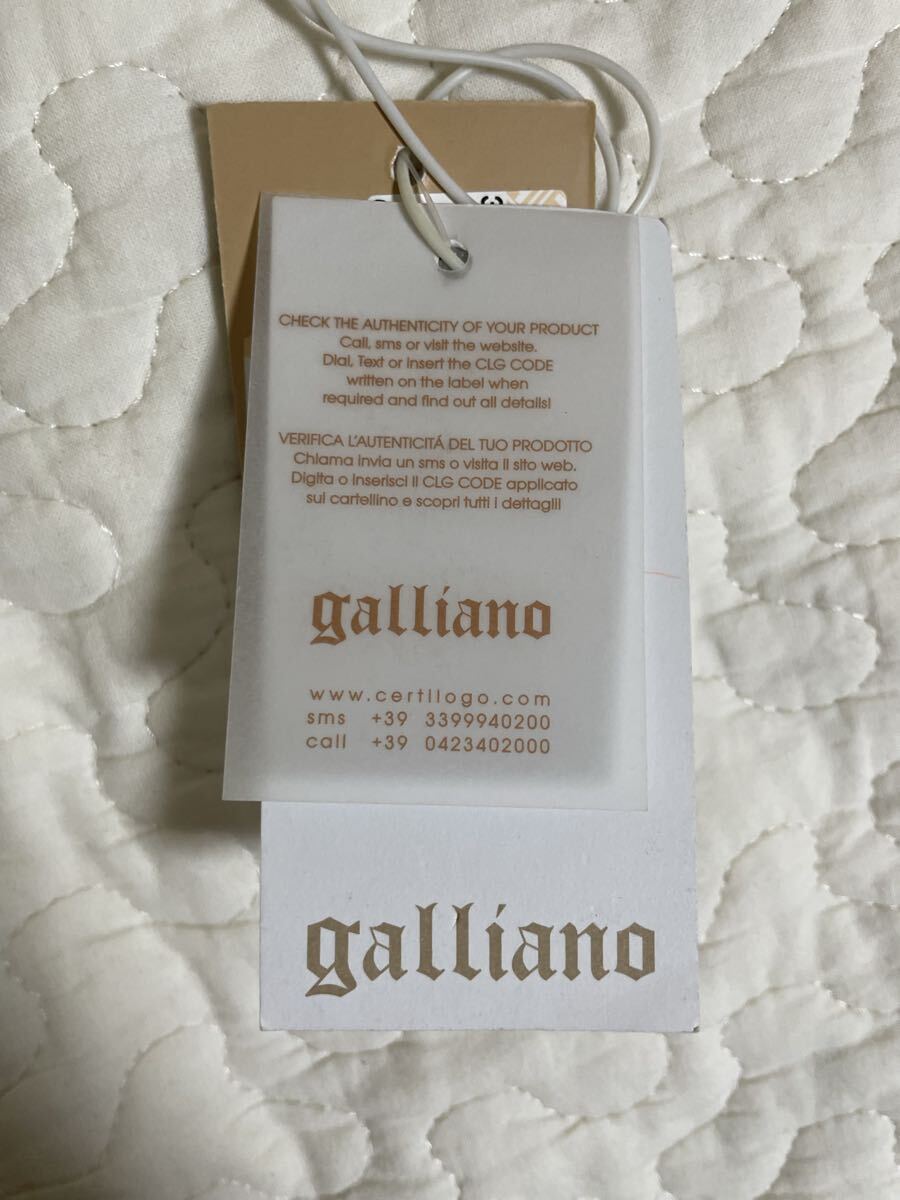 CHECK THE AUTHENTICITY OF YOUR PRODUCT
Call, sms or visit the website.
Dial, Text or insert the CLG CODE
written on the label when
required and find out all details!
VERIFICA L'AUTENTICITÁ DEL TUO PRODOTTO
Chiama invia un sms o visita il sito web.
Digita o inserisci il CLG CODE applicato
sul cartellino e scopri tutti i dettagli!
galliano
www.certilogo.com
sms +39 3399940200
call +39 0423402000
galliano